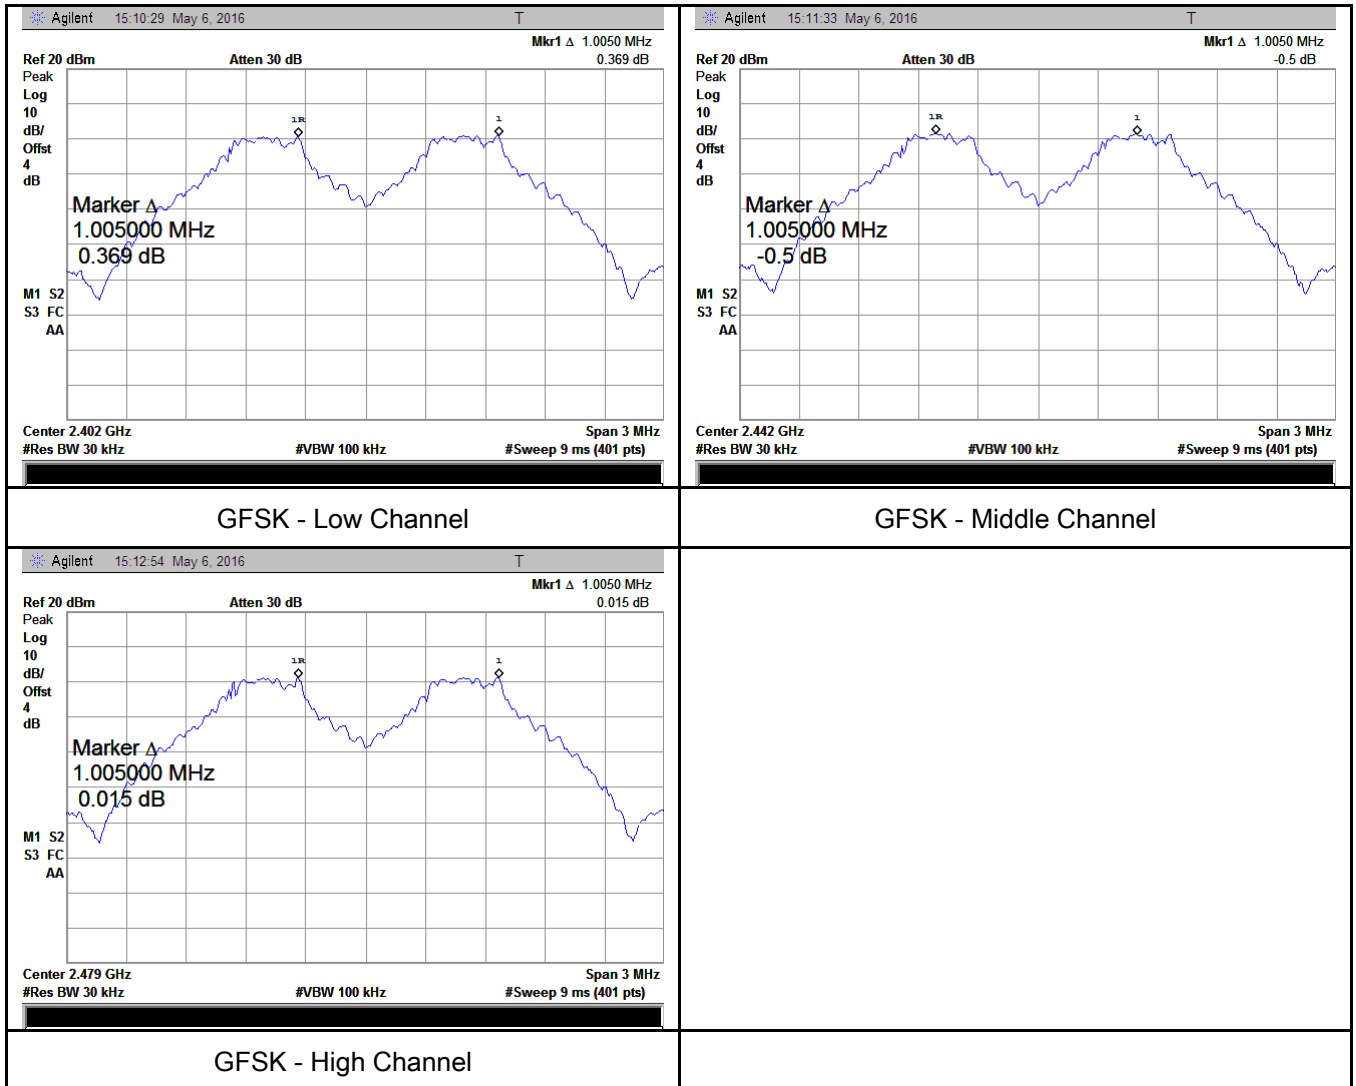 Agilent 15:10:29 May 6, 2016 T
Mkr1 Δ 1.0050 MHz
Ref 20 dBm Atten 30 dB 0.369 dB
Peak
Log
10
dB/
Offst
4
dB
1R 1
Marker Δ
1.005000 MHz
0.369 dB
M1 S2
S3 FC
AA
Center 2.402 GHz Span 3 MHz
#Res BW 30 kHz #VBW 100 kHz #Sweep 9 ms (401 pts)
GFSK - Low Channel
Agilent 15:11:33 May 6, 2016 T
Mkr1 Δ 1.0050 MHz
Ref 20 dBm Atten 30 dB -0.5 dB
Peak
Log
10
dB/
Offst
4
dB
1R 1
Marker Δ
1.005000 MHz
-0.5 dB
M1 S2
S3 FC
AA
Center 2.442 GHz Span 3 MHz
#Res BW 30 kHz #VBW 100 kHz #Sweep 9 ms (401 pts)
GFSK - Middle Channel
Agilent 15:12:54 May 6, 2016 T
Mkr1 Δ 1.0050 MHz
Ref 20 dBm Atten 30 dB 0.015 dB
Peak
Log
10
dB/
Offst
4
dB
1R 1
Marker Δ
1.005000 MHz
0.015 dB
M1 S2
S3 FC
AA
Center 2.479 GHz Span 3 MHz
#Res BW 30 kHz #VBW 100 kHz #Sweep 9 ms (401 pts)
GFSK - High Channel